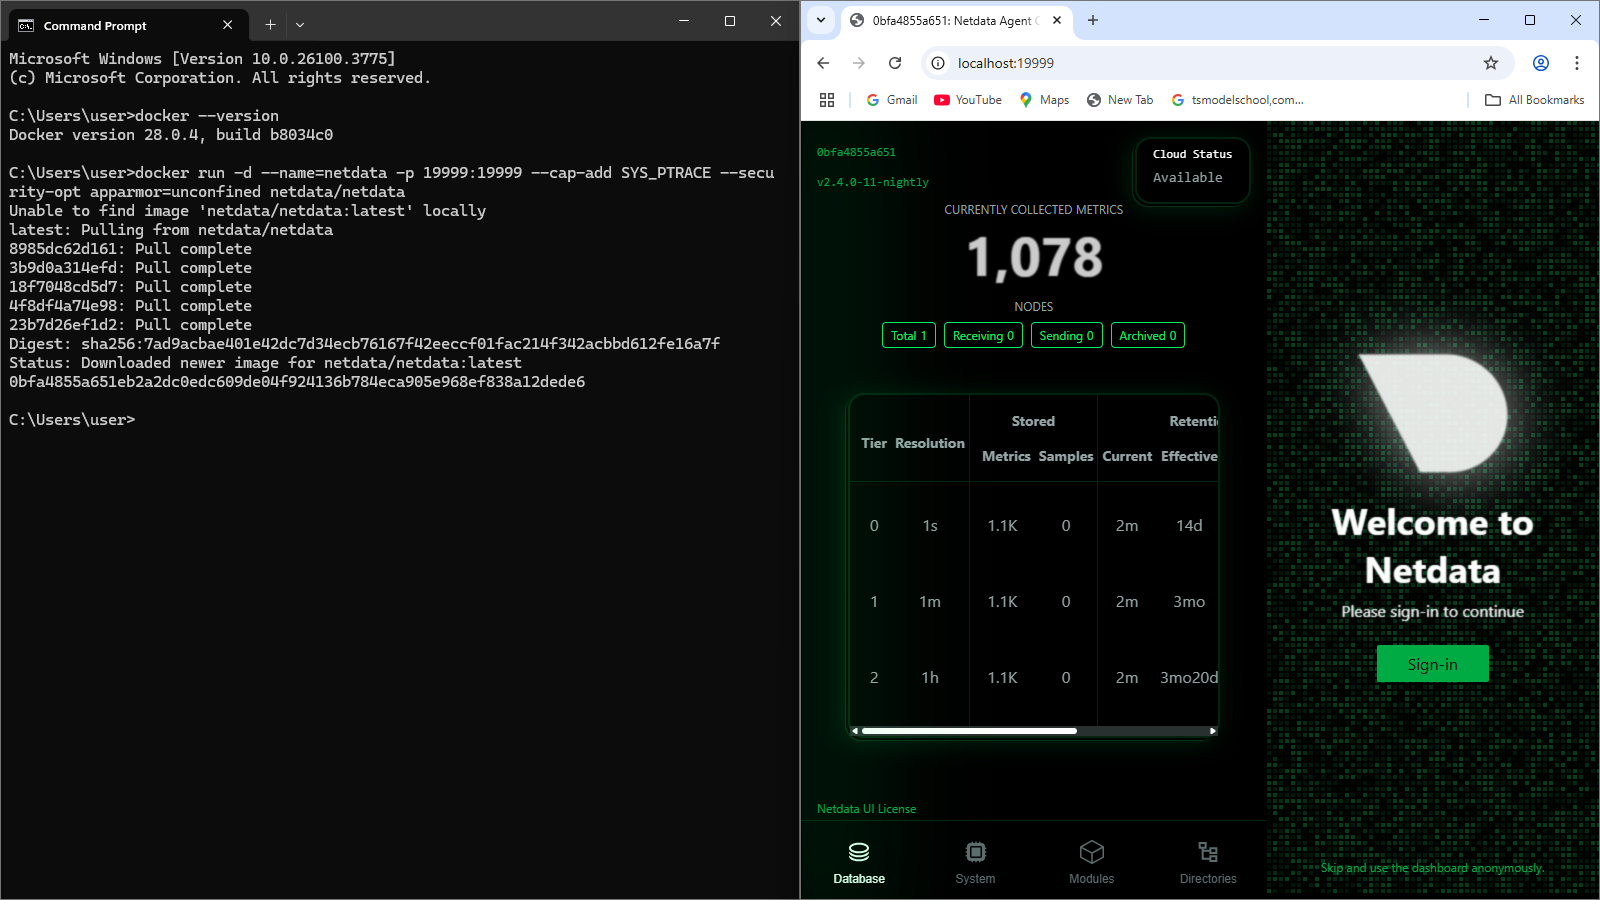 Command Prompt
Microsoft Windows [Version 10.0.26100.3775]
(c) Microsoft Corporation. All rights reserved.
C:\Users\user>docker --version
Docker version 28.0.4, build b8034c0
C:\Users\user>docker run -d --name=netdata -p 19999:19999 --cap-add SYS_PTRACE --secu
rity-opt apparmor=unconfined netdata/netdata
Unable to find image 'netdata/netdata:latest' locally
latest: Pulling from netdata/netdata
8985dc62d161: Pull complete
3b9d0a314efd: Pull complete
18f7048cd5d7: Pull complete
4f8df4a74e98: Pull complete
23b7d26ef1d2: Pull complete
Digest: sha256:7ad9acbae401e42dc7d34ecb76167f42eeccf01fac214f342acbbd612fe16a7f
Status: Downloaded newer image for netdata/netdata:latest
0bfa4855a651eb2a2dc0edc609de04f924136b784eca905e968ef838a12dede6
C:\Users\user>
0bfa4855a651: Netdata Agent
localhost:19999
Gmail YouTube Maps New Tab tsmodelschool,com... All Bookmarks
0bfa4855a651
v2.4.0-11-nightly
Cloud Status
Available
CURRENTLY COLLECTED METRICS
1,078
NODES
Total 1 Receiving 0 Sending 0 Archived 0
Stored Retenti
Tier Resolution Metrics Samples Current Effective
0 1s 1.1K 0 2m 14d
1 1m 1.1K 0 2m 3mo
2 1h 1.1K 0 2m 3mo20d
Netdata UI License
Database System Modules Directories
Welcome to
Netdata
Please sign-in to continue
Sign-in
Skip and use the dashboard anonymously.